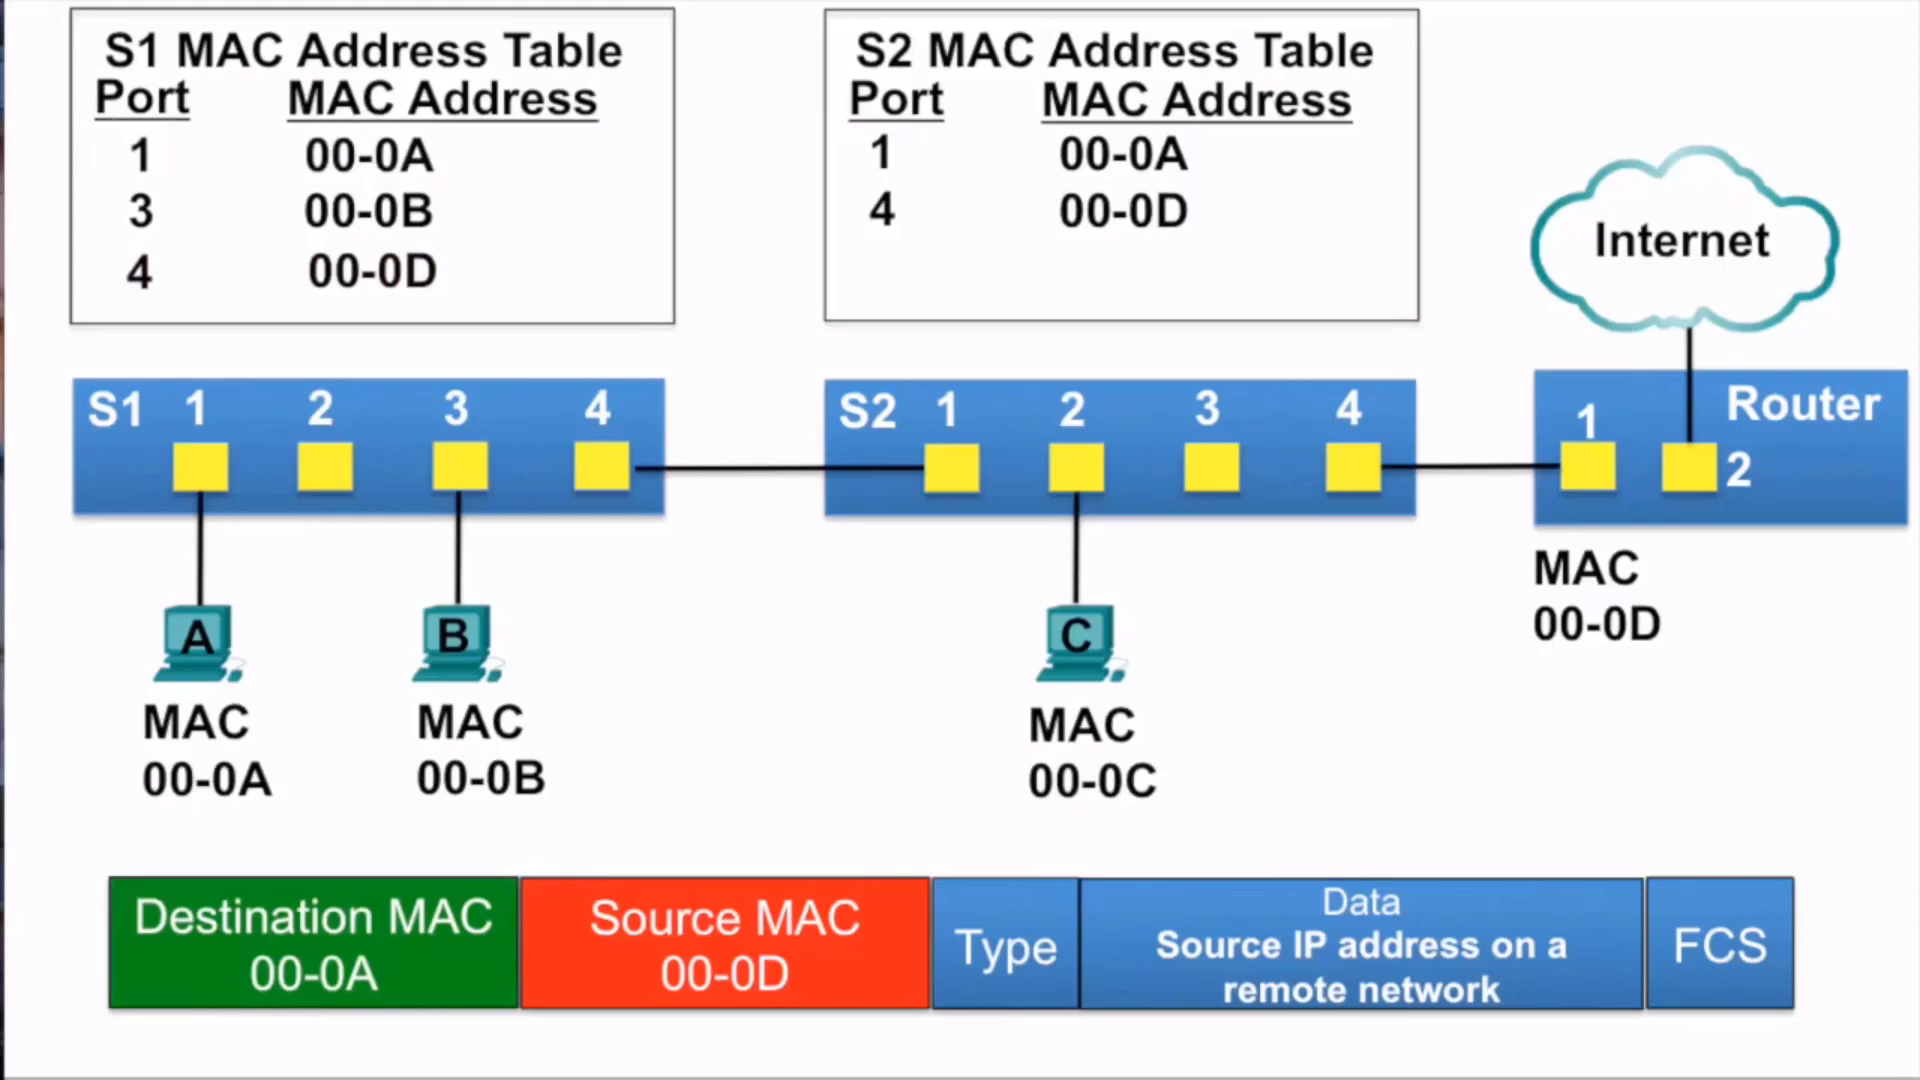 S1 MAC Address Table
Port MAC Address
1 00-0A
3 00-0B
4 00-0D
S2 MAC Address Table
Port MAC Address
1 00-0A
4 00-0D
Internet
S1 1 2 3 4
S2 1 2 3 4
Router
1
2
MAC
00-0D
A
MAC
00-0A
B
MAC
00-0B
C
MAC
00-0C
Destination MAC
00-0A
Source MAC
00-0D
Type
Data
Source IP address on a
remote network
FCS